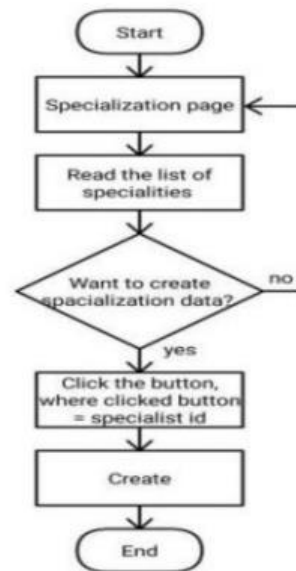 Start
Specialization page
Read the list of
specialities
Want to create
spacialization data?
no
yes
Click the button,
where clicked button
= specialist id
Create
End